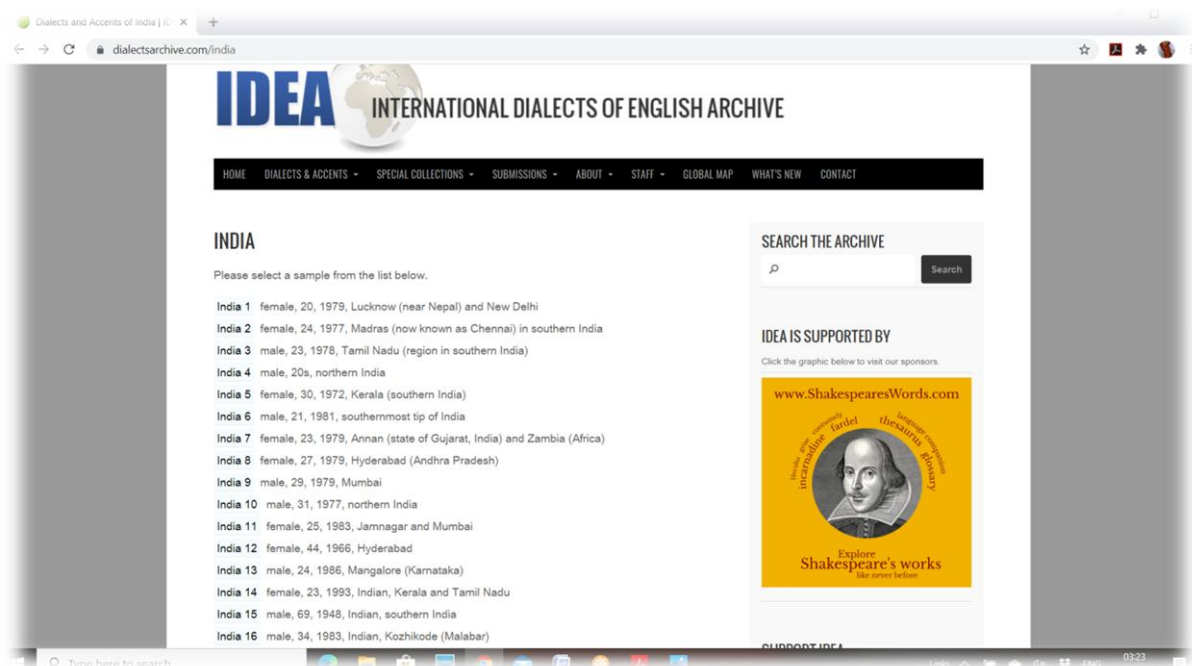 Dialects and Accents of India | ID
dialectsarchive.com/india
IDEA INTERNATIONAL DIALECTS OF ENGLISH ARCHIVE
HOME DIALECTS & ACCENTS SPECIAL COLLECTIONS SUBMISSIONS ABOUT STAFF GLOBAL MAP WHAT'S NEW CONTACT
INDIA
Please select a sample from the list below.
India 1 female, 20, 1979, Lucknow (near Nepal) and New Delhi
India 2 female, 24, 1977, Madras (now known as Chennai) in southern India
India 3 male, 23, 1978, Tamil Nadu (region in southern India)
India 4 male, 20s, northern India
India 5 female, 30, 1972, Kerala (southern India)
India 6 male, 21, 1981, southernmost tip of India
India 7 female, 23, 1979, Annan (state of Gujarat, India) and Zambia (Africa)
India 8 female, 27, 1979, Hyderabad (Andhra Pradesh)
India 9 male, 29, 1979, Mumbai
India 10 male, 31, 1977, northern India
India 11 female, 25, 1983, Jamnagar and Mumbai
India 12 female, 44, 1966, Hyderabad
India 13 male, 24, 1986, Mangalore (Karnataka)
India 14 female, 23, 1993, Indian, Kerala and Tamil Nadu
India 15 male, 69, 1948, Indian, southern India
India 16 male, 34, 1983, Indian, Kozhikode (Malabar)
SEARCH THE ARCHIVE
Search
IDEA IS SUPPORTED BY
Click the graphic below to visit our sponsors.
www.ShakespearesWords.com
Hecuba grise contumely fardel thesaurus language companion
incarnadine glossary
Explore
Shakespeare's works
like never before
SUPPORT IDEA
Type here to search
Links ENG 03:23